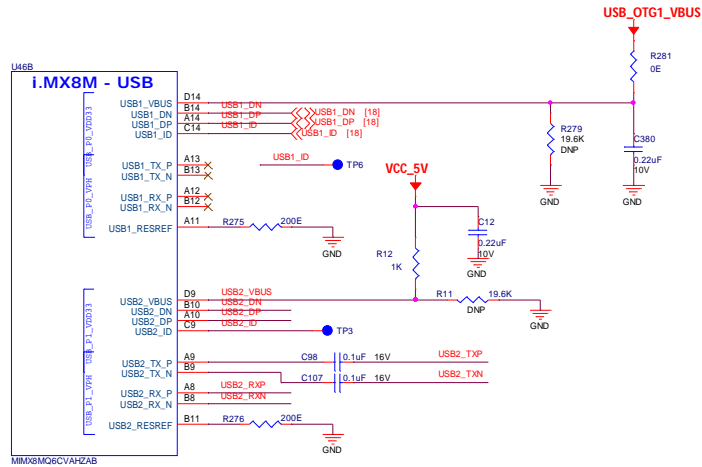 USB_OTG1_VBUS
U46B
i.MX8M - USB
R281
0E
USB_P0_VDD33
USB_P0_VPH
USB_P1_VDD33
USB_P1_VPH
USB1_VBUS D14
USB1_DN B14 USB1_DN USB1_DN [18]
USB1_DP A14 USB1_DP USB1_DP [18]
USB1_ID C14 USB1_ID USB1_ID [18]
USB1_TX_P A13
USB1_TX_N B13
USB1_ID TP6
USB1_RX_P A12
USB1_RX_N B12
USB1_RESREF A11 R275 200E
GND
R279
19.6K
DNP
GND
C380
0.22uF
10V
GND
VCC_5V
C12
0.22uF
10V
GND
R12
1K
USB2_VBUS D9 USB2_VBUS R11 19.6K
DNP
GND
USB2_DN B10 USB2_DN
USB2_DP A10 USB2_DP
USB2_ID C9 USB2_ID TP3
USB2_TX_P A9 C98 0.1uF 16V USB2_TXP
USB2_TX_N B9 C107 0.1uF 16V USB2_TXN
USB2_RX_P A8 USB2_RXP
USB2_RX_N B8 USB2_RXN
USB2_RESREF B11 R276 200E
GND
MIMX8MQ6CVAHZAB